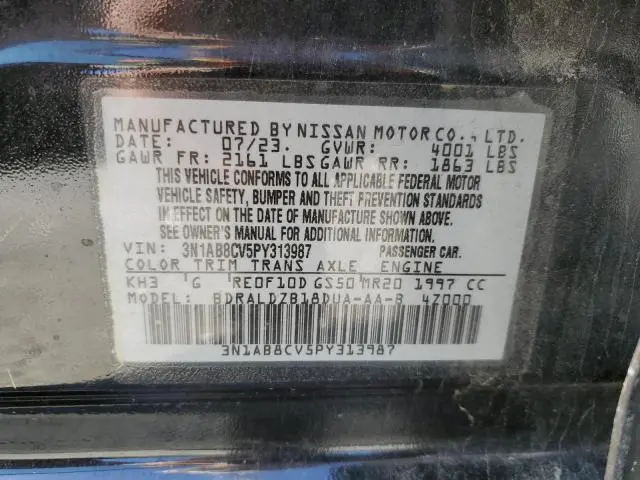 MANUFACTURED BY NISSAN MOTOR CO., LTD.
DATE: 07/23. GVWR: 4001 LBS
GAWR FR: 2161 LBS GAWR RR: 1863 LBS
THIS VEHICLE CONFORMS TO ALL APPLICABLE FEDERAL MOTOR
VEHICLE SAFETY, BUMPER AND THEFT PREVENTION STANDARDS
IN EFFECT ON THE DATE OF MANUFACTURE SHOWN ABOVE.
SEE OWNER'S MANUAL FOR ADDITIONAL INFORMATION.
VIN: 3N1AB8CV5PY313987 PASSENGER CAR.
COLOR TRIM TRANS AXLE ENGINE
KH3 G RE0F10D GS50 MR20 1997 CC
MODEL: BDRALDZB18DUA-AA-B 47000
3N1AB8CV5PY313987